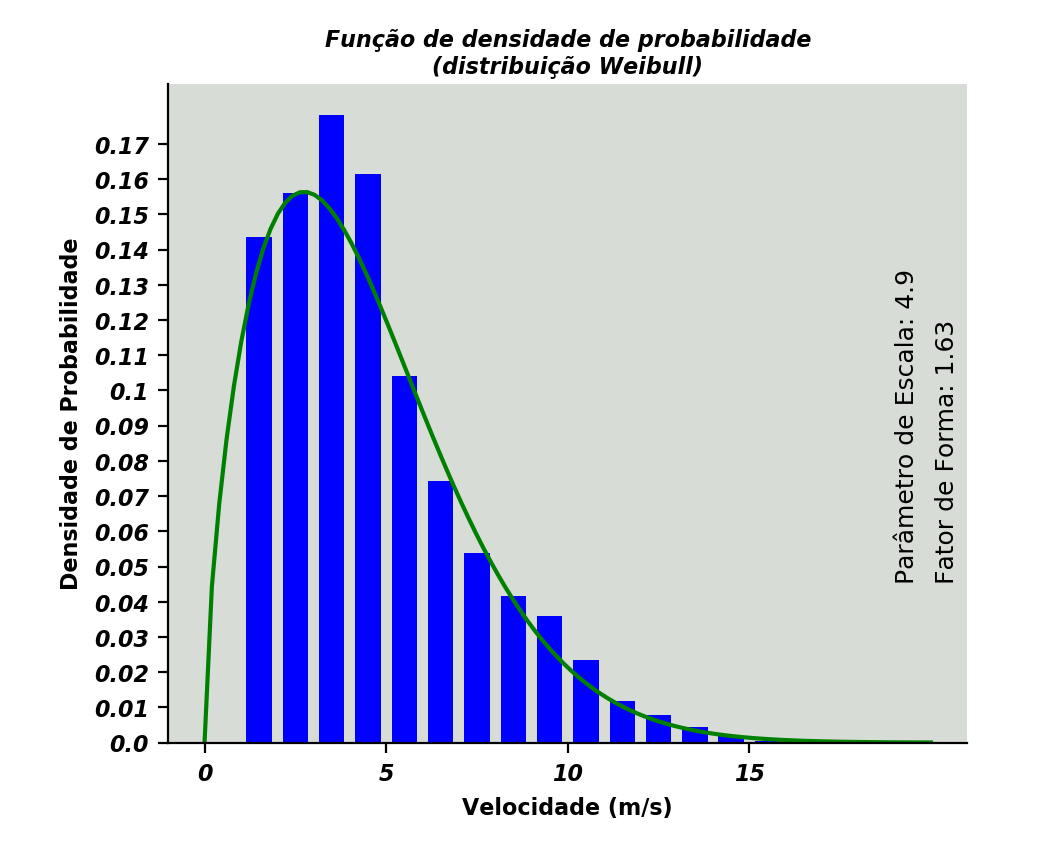 Função de densidade de probabilidade
(distribuição Weibull)
Densidade de Probabilidade
0.17
0.16
0.15
0.14
0.13
0.12
0.11
0.1
0.09
0.08
0.07
0.06
0.05
0.04
0.03
0.02
0.01
0.0
Parâmetro de Escala: 4.9
Fator de Forma: 1.63
0 5 10 15
Velocidade (m/s)